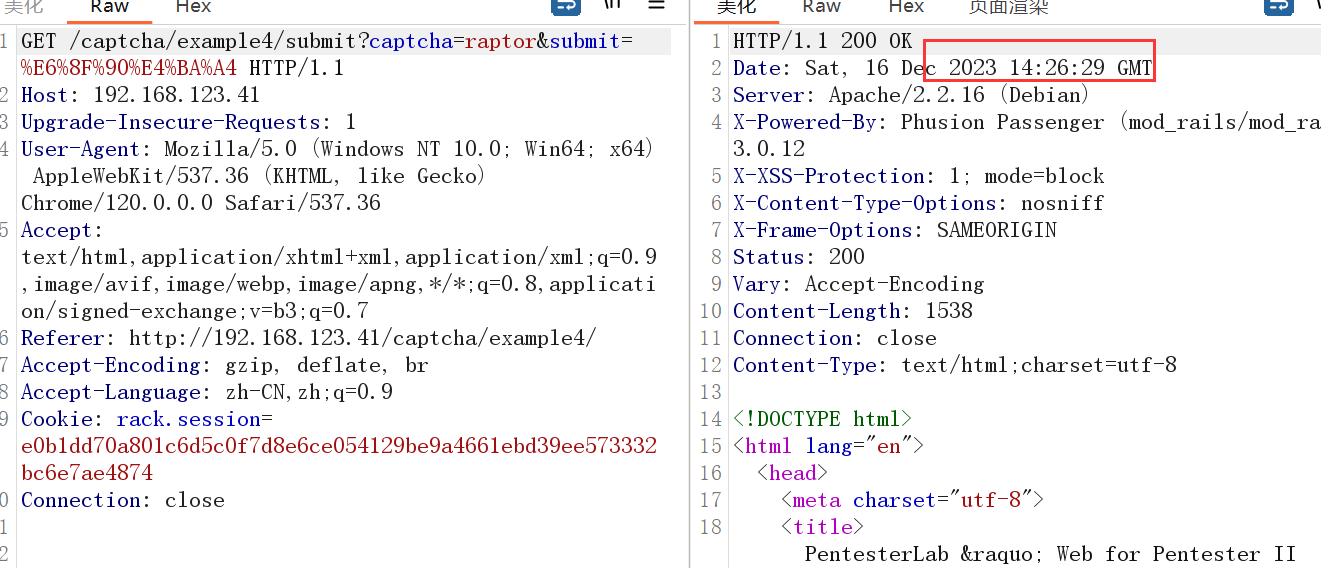 美化 Raw Hex \n
1 GET /captcha/example4/submit?captcha=raptor&submit=
%E6%8F%90%E4%BA%A4 HTTP/1.1
2 Host: 192.168.123.41
3 Upgrade-Insecure-Requests: 1
4 User-Agent: Mozilla/5.0 (Windows NT 10.0; Win64; x64)
AppleWebKit/537.36 (KHTML, like Gecko)
Chrome/120.0.0.0 Safari/537.36
5 Accept:
text/html,application/xhtml+xml,application/xml;q=0.9
,image/avif,image/webp,image/apng,*/*;q=0.8,applicati
on/signed-exchange;v=b3;q=0.7
6 Referer: http://192.168.123.41/captcha/example4/
7 Accept-Encoding: gzip, deflate, br
8 Accept-Language: zh-CN,zh;q=0.9
9 Cookie: rack.session=
e0b1dd70a801c6d5c0f7d8e6ce054129be9a4661ebd39ee573332
bc6e7ae4874
0 Connection: close
1
2
美化 Raw Hex 页面渲染
1 HTTP/1.1 200 OK
2 Date: Sat, 16 Dec 2023 14:26:29 GMT
3 Server: Apache/2.2.16 (Debian)
4 X-Powered-By: Phusion Passenger (mod_rails/mod_ra
3.0.12
5 X-XSS-Protection: 1; mode=block
6 X-Content-Type-Options: nosniff
7 X-Frame-Options: SAMEORIGIN
8 Status: 200
9 Vary: Accept-Encoding
10 Content-Length: 1538
11 Connection: close
12 Content-Type: text/html;charset=utf-8
13
14 <!DOCTYPE html>
15 <html lang="en">
16 <head>
17 <meta charset="utf-8">
18 <title>
PentesterLab &raquo; Web for Pentester II